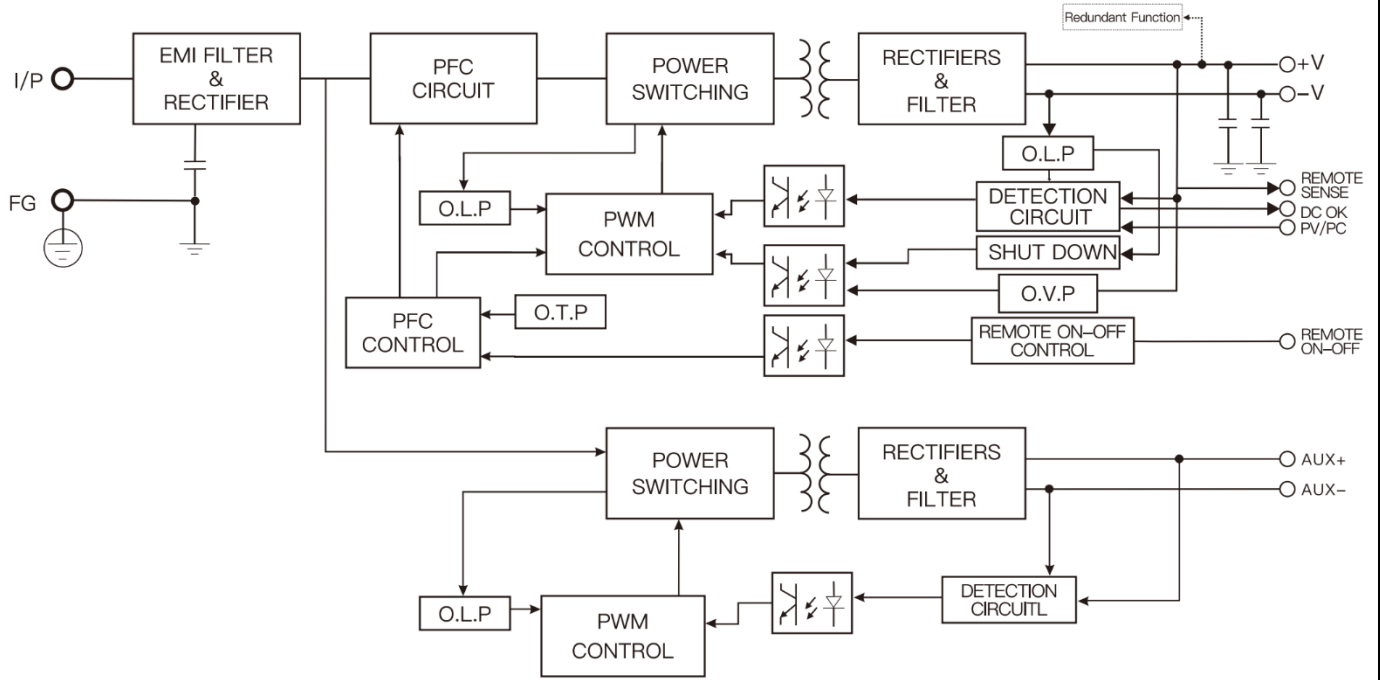 Redundant Function
I/P
EMI FILTER
&
RECTIFIER
PFC
CIRCUIT
POWER
SWITCHING
RECTIFIERS
&
FILTER
+V
–V
O.L.P
FG
O.L.P
PWM
CONTROL
DETECTION
CIRCUIT
REMOTE
SENSE
DC OK
PV/PC
SHUT DOWN
O.V.P
PFC
CONTROL
O.T.P
REMOTE ON–OFF
CONTROL
REMOTE
ON–OFF
POWER
SWITCHING
RECTIFIERS
&
FILTER
AUX+
AUX–
O.L.P
PWM
CONTROL
DETECTION
CIRCUITL